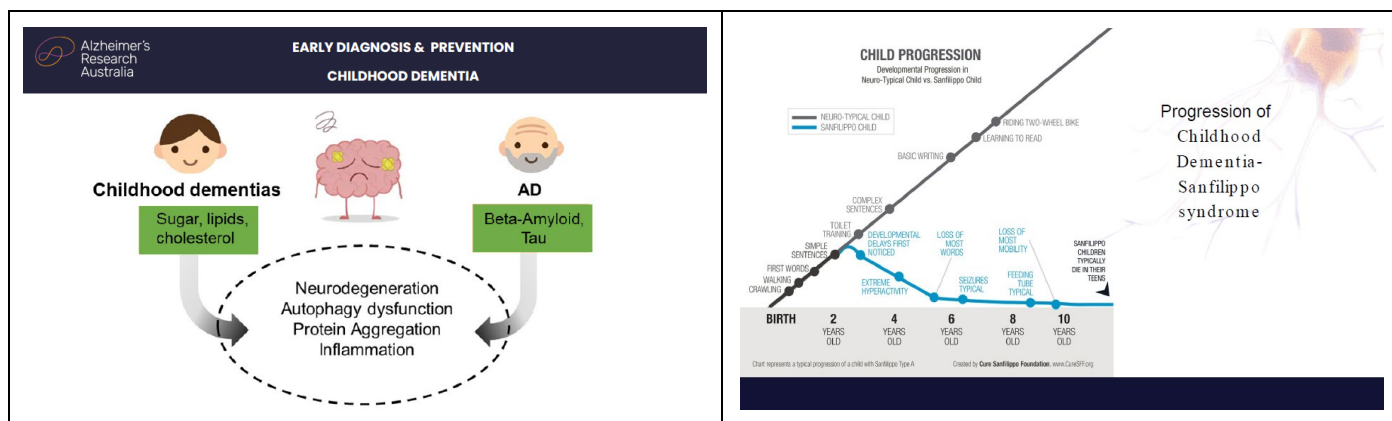 Alzheimer's
Research
Australia
EARLY DIAGNOSIS & PREVENTION
CHILDHOOD DEMENTIA
Childhood dementias
AD
Sugar, lipids,
cholesterol
Beta-Amyloid,
Tau
Neurodegeneration
Autophagy dysfunction
Protein Aggregation
Inflammation
CHILD PROGRESSION
Developmental Progression in
Neuro-Typical Child vs. Sanfilippo Child
NEURO-TYPICAL CHILD
SANFILIPPO CHILD
RIDING TWO-WHEEL BIKE
LEARNING TO READ
BASIC WRITING
COMPLEX
SENTENCES
TOILET
TRAINING
SIMPLE
SENTENCES
FIRST WORDS
WALKING
CRAWLING
DEVELOPMENTAL
DELAYS FIRST
NOTICED
EXTREME
HYPERACTIVITY
LOSS OF
MOST
WORDS
SEIZURES
TYPICAL
LOSS OF
MOST
MOBILITY
FEEDING
TUBE
TYPICAL
SANFILIPPO
CHILDREN
TYPICALLY
DIE IN THEIR
TEENS
BIRTH
2
YEARS
OLD
4
YEARS
OLD
6
YEARS
OLD
8
YEARS
OLD
10
YEARS
OLD
Chart represents a typical progression of a child with Sanfilippo Type A
Created by Cure Sanfilippo Foundation, www.CureSFF.org
Progression of
Childhood
Dementia-
Sanfilippo
syndrome